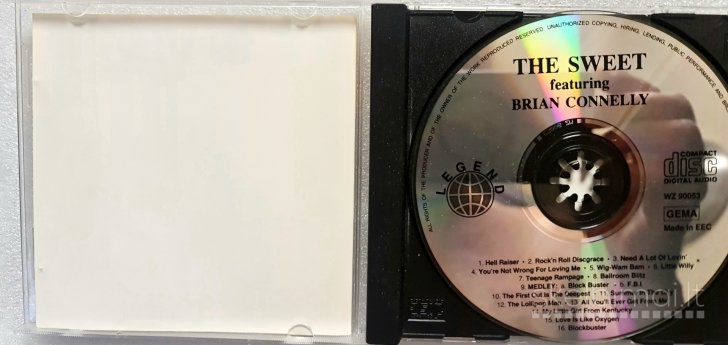 ALL RIGHTS OF THE PRODUCER AND OF THE OWNER OF THE WORK REPRODUCED RESERVED. UNAUTHORIZED COPYING, HIRING, LENDING, PUBLIC PERFORMANCE AND
THE SWEET
featuring
BRIAN CONNELLY
LEGEND
COMPACT
disc
DIGITAL AUDIO
WZ 90053
GEMA
Made in EEC
1. Hell Raiser • 2. Rock'n Roll Discgrace • 3. Need A Lot Of Lovin'
4. You're Not Wrong For Loving Me • 5. Wig-Wam Bam • 6. Little Willy
7. Teenage Rampage • 8. Ballroom Blitz
9. MEDLEY: a. Block Buster • b. F.B.I.
10. The First Cut Is The Deepest • 11.
12. The Lollipop Man • 13. All You'll Ever Get
14. My Little Girl From Kentucky
15. Love Is Like Oxygen
16. Blockbuster